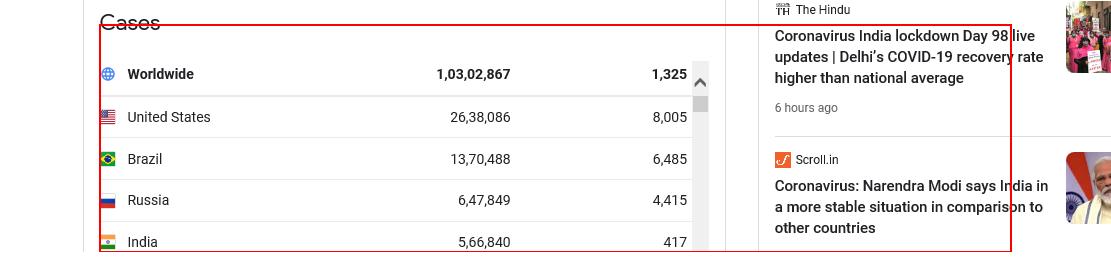 Cases
Worldwide 1,03,02,867 1,325
United States 26,38,086 8,005
Brazil 13,70,488 6,485
Russia 6,47,849 4,415
India 5,66,840 417
TH The Hindu
Coronavirus India lockdown Day 98 live
updates | Delhi’s COVID-19 recovery rate
higher than national average
6 hours ago
Scroll.in
Coronavirus: Narendra Modi says India in
a more stable situation in comparison to
other countries